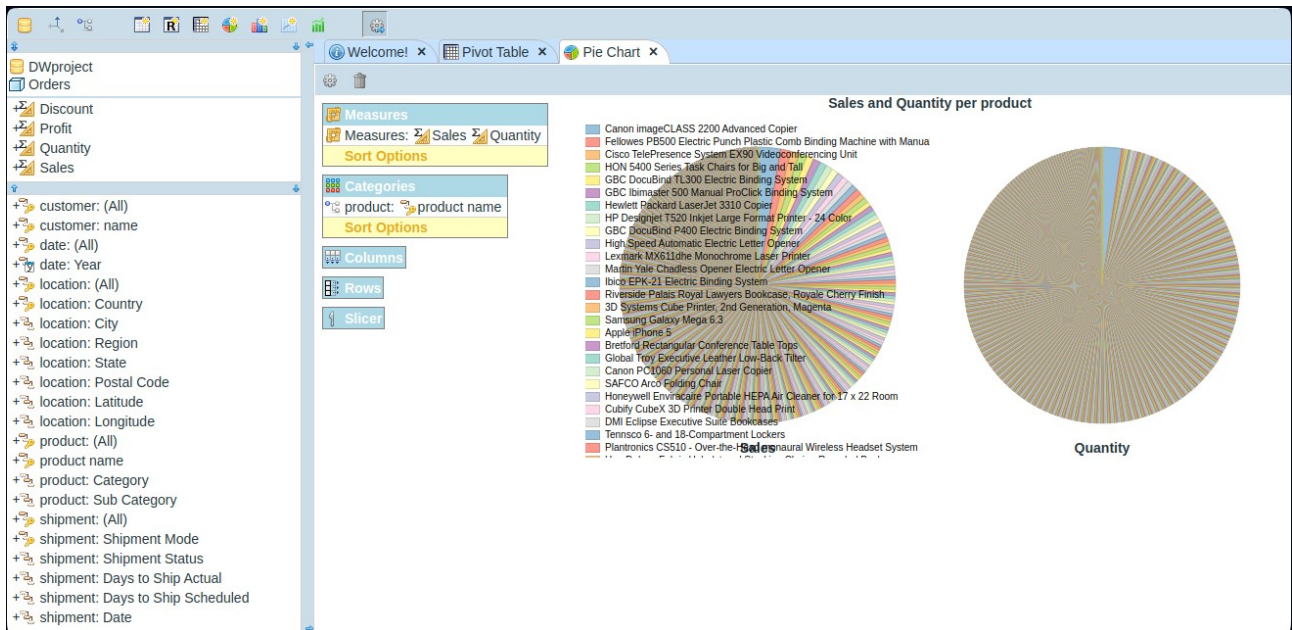 Welcome! ×
Pivot Table ×
Pie Chart ×
DWproject
Orders
Discount
Profit
Quantity
Sales
customer: (All)
customer: name
date: (All)
date: Year
location: (All)
location: Country
location: City
location: Region
location: State
location: Postal Code
location: Latitude
location: Longitude
product: (All)
product name
product: Category
product: Sub Category
shipment: (All)
shipment: Shipment Mode
shipment: Shipment Status
shipment: Days to Ship Actual
shipment: Days to Ship Scheduled
shipment: Date
Measures
Measures: Sales Quantity
Sort Options
Categories
product: product name
Sort Options
Columns
Rows
Slicer
Sales and Quantity per product
Canon imageCLASS 2200 Advanced Copier
Fellowes PB500 Electric Punch Plastic Comb Binding Machine with Manua
Cisco TelePresence System EX90 Videoconferencing Unit
HON 5400 Series Task Chairs for Big and Tall
GBC DocuBind TL300 Electric Binding System
GBC Ibimaster 500 Manual ProClick Binding System
Hewlett Packard LaserJet 3310 Copier
HP Designjet T520 Inkjet Large Format Printer - 24 Color
GBC DocuBind P400 Electric Binding System
High Speed Automatic Electric Letter Opener
Lexmark MX611dhe Monochrome Laser Printer
Martin Yale Chadless Opener Electric Letter Opener
Ibico EPK-21 Electric Binding System
Riverside Palais Royal Lawyers Bookcase, Royale Cherry Finish
3D Systems Cube Printer, 2nd Generation, Magenta
Samsung Galaxy Mega 6.3
Apple iPhone 5
Bretford Rectangular Conference Table Tops
Global Troy Executive Leather Low-Back Tilter
Canon PC1060 Personal Laser Copier
SAFCO Arco Folding Chair
Honeywell Enviracaire Portable HEPA Air Cleaner for 17 x 22 Room
Cubify CubeX 3D Printer Double Head Print
DMI Eclipse Executive Suite Bookcases
Tennsco 6- and 18-Compartment Lockers
Plantronics CS510 - Over-the-Head monaural Wireless Headset System
Sales
Quantity